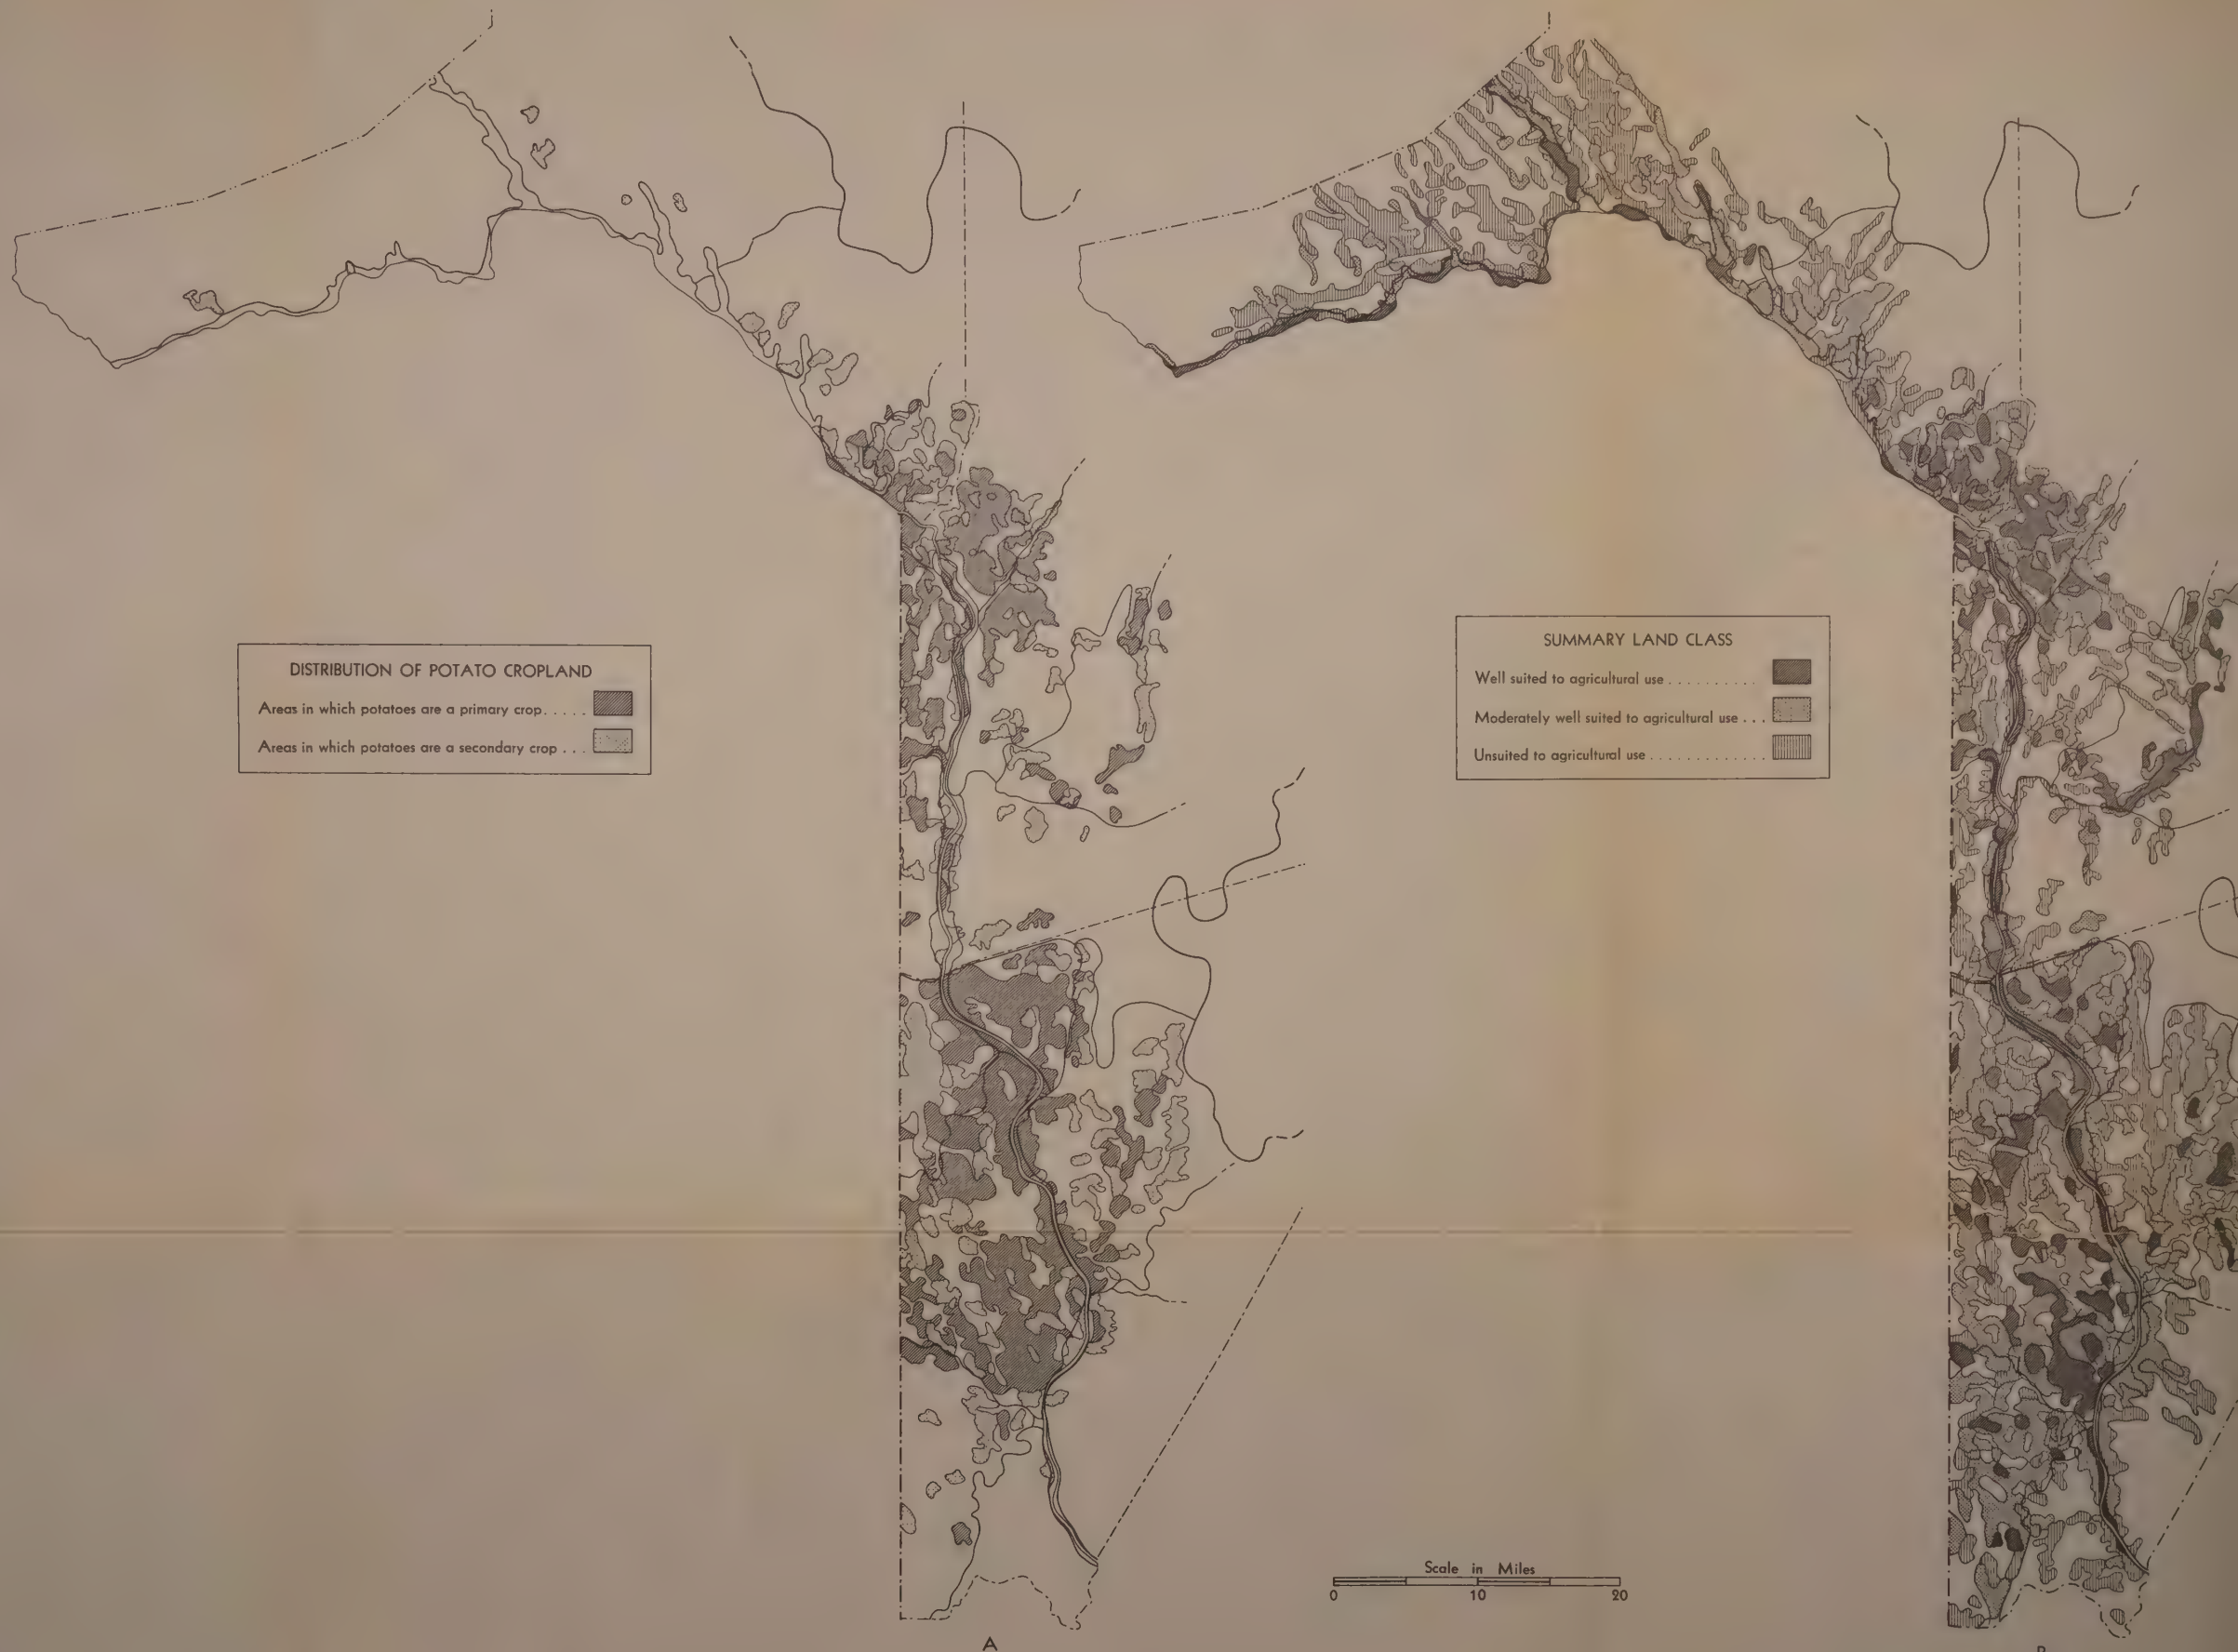 DISTRIBUTION OF POTATO CROPLAND
Areas in which potatoes are a primary crop.....
Areas in which potatoes are a secondary crop ...
SUMMARY LAND CLASS
Well suited to agricultural use ..........
Moderately well suited to agricultural use ...
Unsuited to agricultural use .............
Scale in Miles
0 10 20
A